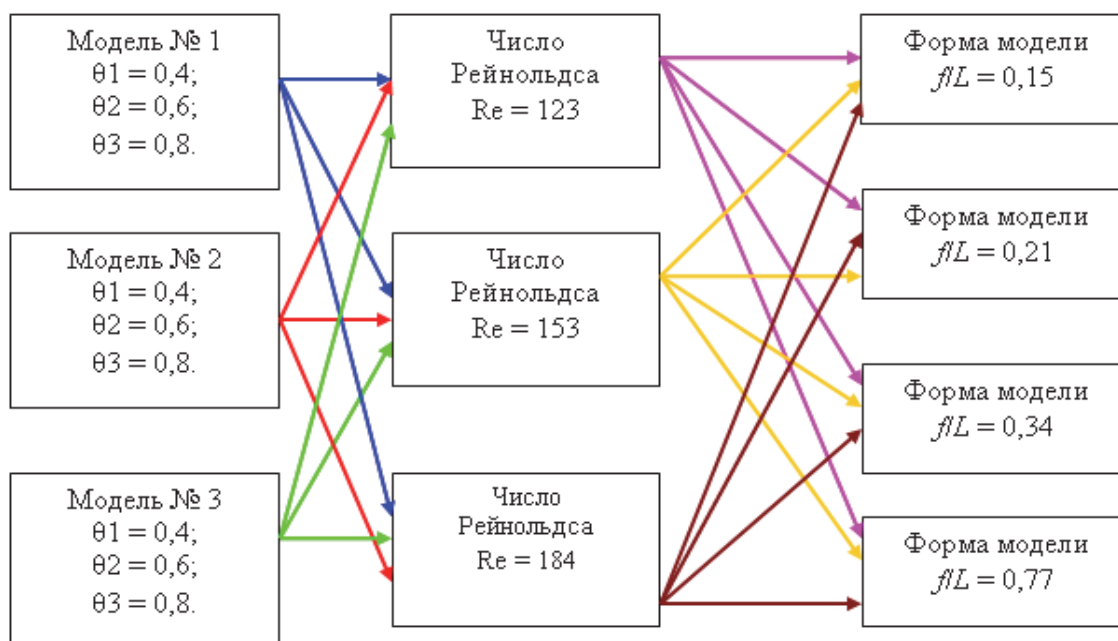 Модель № 1
θ1 = 0,4;
θ2 = 0,6;
θ3 = 0,8.
Модель № 2
θ1 = 0,4;
θ2 = 0,6;
θ3 = 0,8.
Модель № 3
θ1 = 0,4;
θ2 = 0,6;
θ3 = 0,8.
Число
Рейнольдса
Re = 123
Число
Рейнольдса
Re = 153
Число
Рейнольдса
Re = 184
Форма модели
f/L = 0,15
Форма модели
f/L = 0,21
Форма модели
f/L = 0,34
Форма модели
f/L = 0,77